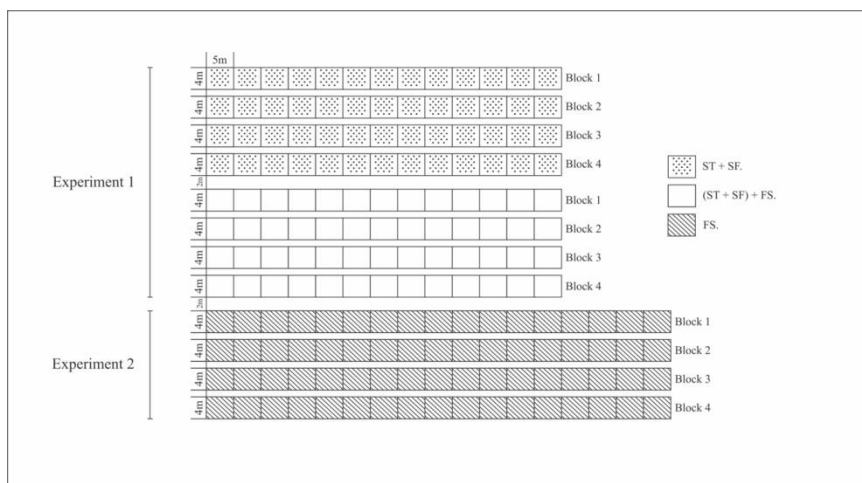 5m
4m Block 1
4m Block 2
4m Block 3
4m Block 4
Experiment 1
2m
4m Block 1
4m Block 2
4m Block 3
4m Block 4
2m
4m Block 1
4m Block 2
Experiment 2
4m Block 3
4m Block 4
ST + SF.
(ST + SF) + FS.
FS.